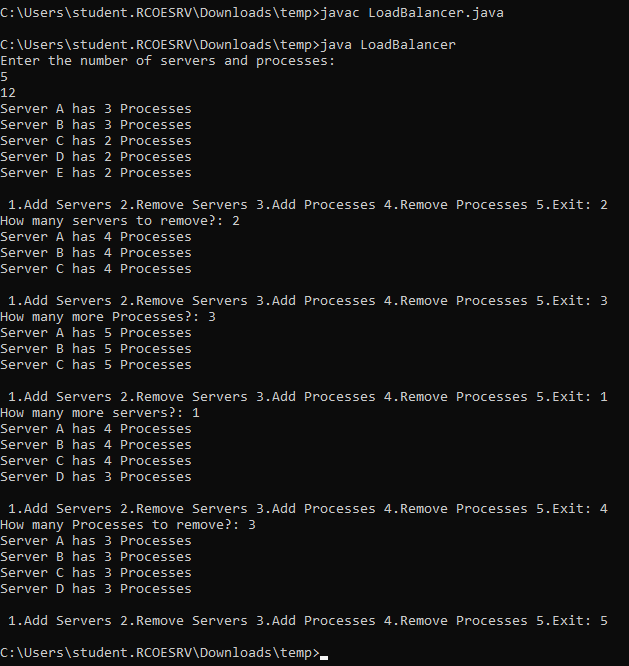 C:\Users\student.RCOESRV\Downloads\temp>javac LoadBalancer.java
C:\Users\student.RCOESRV\Downloads\temp>java LoadBalancer
Enter the number of servers and processes:
5
12
Server A has 3 Processes
Server B has 3 Processes
Server C has 2 Processes
Server D has 2 Processes
Server E has 2 Processes
1.Add Servers 2.Remove Servers 3.Add Processes 4.Remove Processes 5.Exit: 2
How many servers to remove?: 2
Server A has 4 Processes
Server B has 4 Processes
Server C has 4 Processes
1.Add Servers 2.Remove Servers 3.Add Processes 4.Remove Processes 5.Exit: 3
How many more Processes?: 3
Server A has 5 Processes
Server B has 5 Processes
Server C has 5 Processes
1.Add Servers 2.Remove Servers 3.Add Processes 4.Remove Processes 5.Exit: 1
How many more servers?: 1
Server A has 4 Processes
Server B has 4 Processes
Server C has 4 Processes
Server D has 3 Processes
1.Add Servers 2.Remove Servers 3.Add Processes 4.Remove Processes 5.Exit: 4
How many Processes to remove?: 3
Server A has 3 Processes
Server B has 3 Processes
Server C has 3 Processes
Server D has 3 Processes
1.Add Servers 2.Remove Servers 3.Add Processes 4.Remove Processes 5.Exit: 5
C:\Users\student.RCOESRV\Downloads\temp>